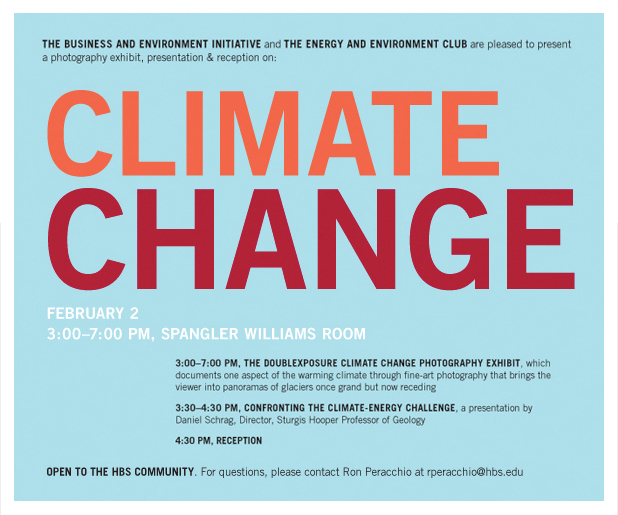 THE BUSINESS AND ENVIRONMENT INITIATIVE and THE ENERGY AND ENVIRONMENT CLUB are pleased to present
a photography exhibit, presentation & reception on:
CLIMATE
CHANGE
FEBRUARY 2
3:00–7:00 PM, SPANGLER WILLIAMS ROOM
3:00–7:00 PM, THE DOUBLEXPOSURE CLIMATE CHANGE PHOTOGRAPHY EXHIBIT, which
documents one aspect of the warming climate through fine-art photography that brings the
viewer into panoramas of glaciers once grand but now receding
3:30–4:30 PM, CONFRONTING THE CLIMATE-ENERGY CHALLENGE, a presentation by
Daniel Schrag, Director, Sturgis Hooper Professor of Geology
4:30 PM, RECEPTION
OPEN TO THE HBS COMMUNITY. For questions, please contact Ron Peracchio at rperacchio@hbs.edu